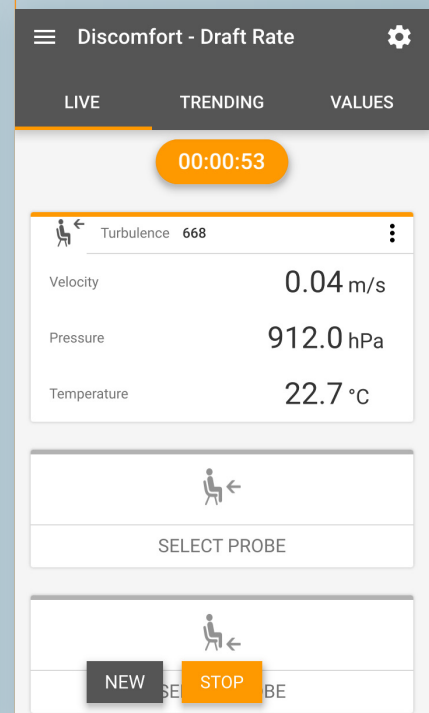 Discomfort - Draft Rate
LIVE TRENDING VALUES
00:00:53
Turbulence 668
Velocity 0.04 m/s
Pressure 912.0 hPa
Temperature 22.7 °C
SELECT PROBE
NEW STOP